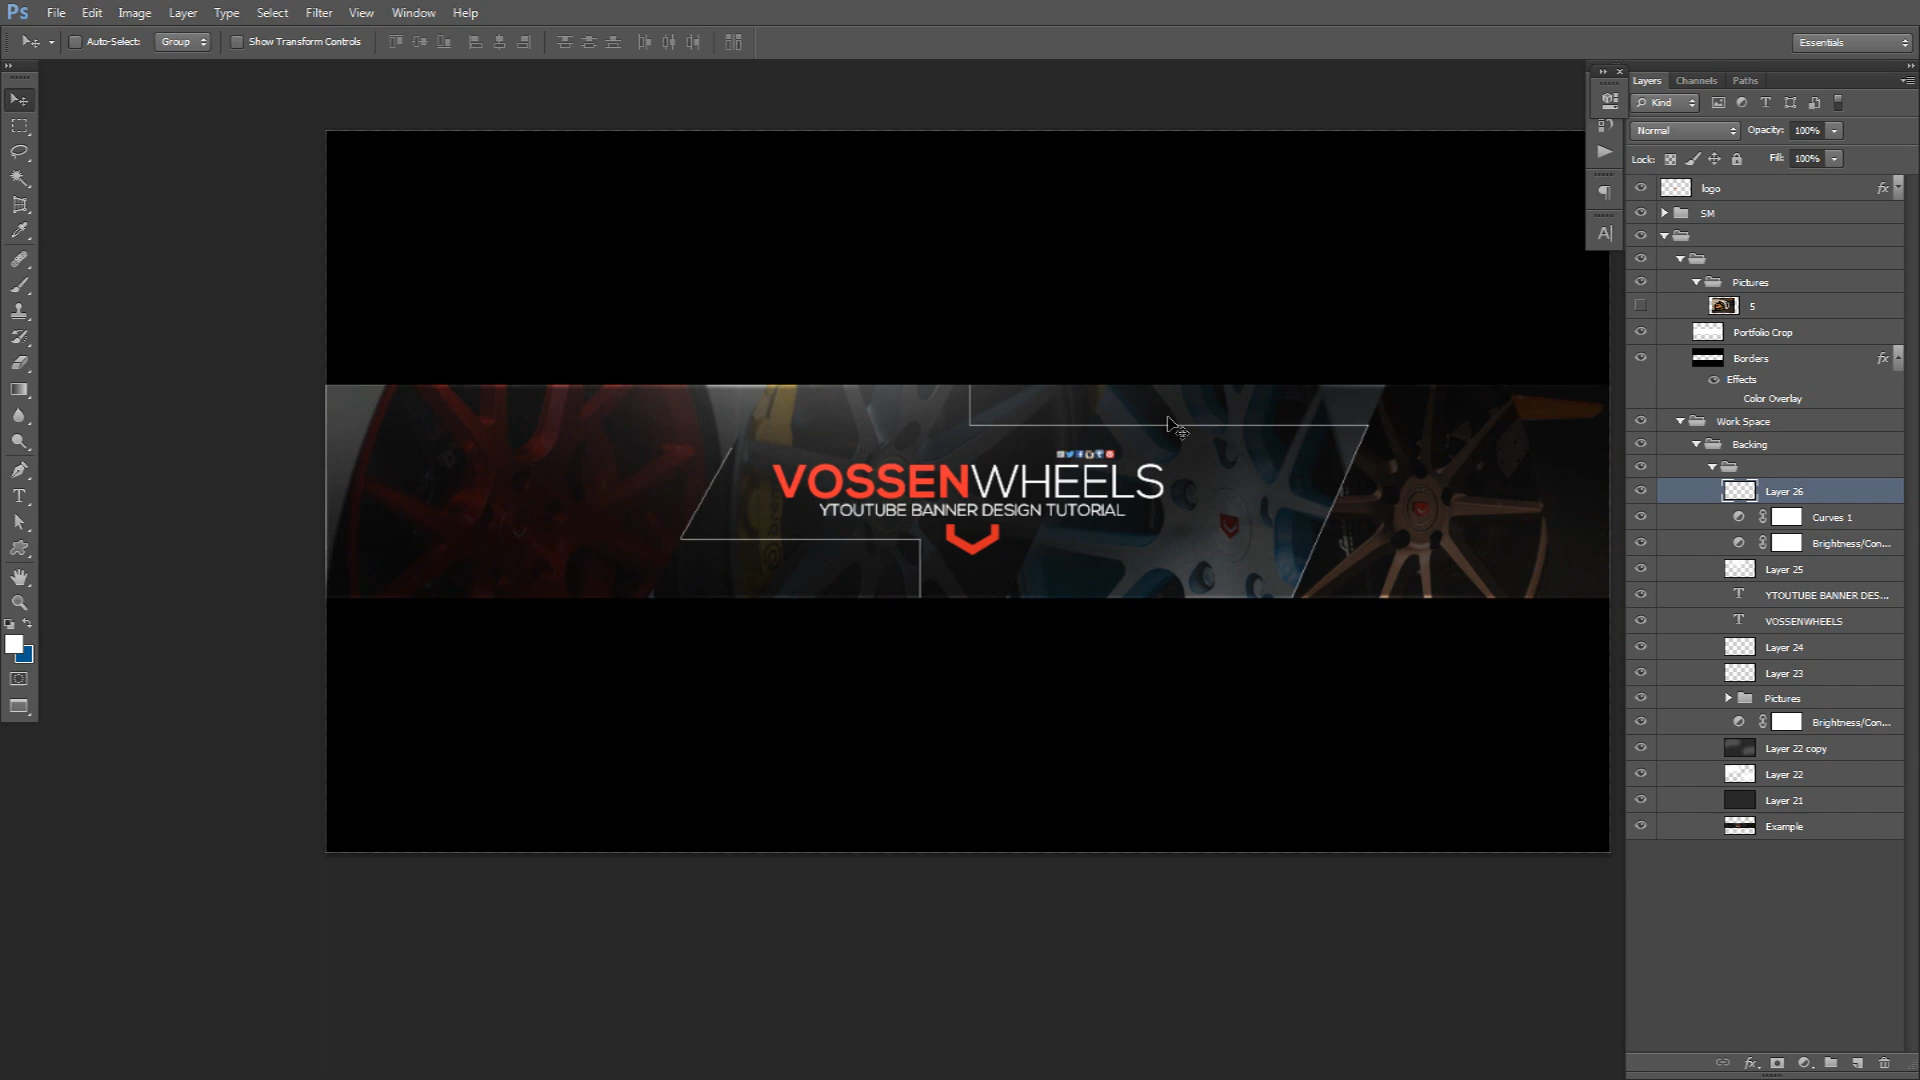 Ps File Edit Image Layer Type Select Filter View Window Help
Auto-Select: Group Show Transform Controls
Essentials
Layers Channels Paths
Kind
Normal Opacity: 100%
Lock: Fill: 100%
logo fx
SM
Pictures
5
Portfolio Crop
Borders fx
Effects
Color Overlay
Work Space
Backing
Layer 26
Curves 1
Brightness/Con...
Layer 25
T YTOUTUBE BANNER DES...
T VOSSENWHEELS
Layer 24
Layer 23
Pictures
Brightness/Con...
Layer 22 copy
Layer 22
Layer 21
Example
VOSSENWHEELS
YTOUTUBE BANNER DESIGN TUTORIAL